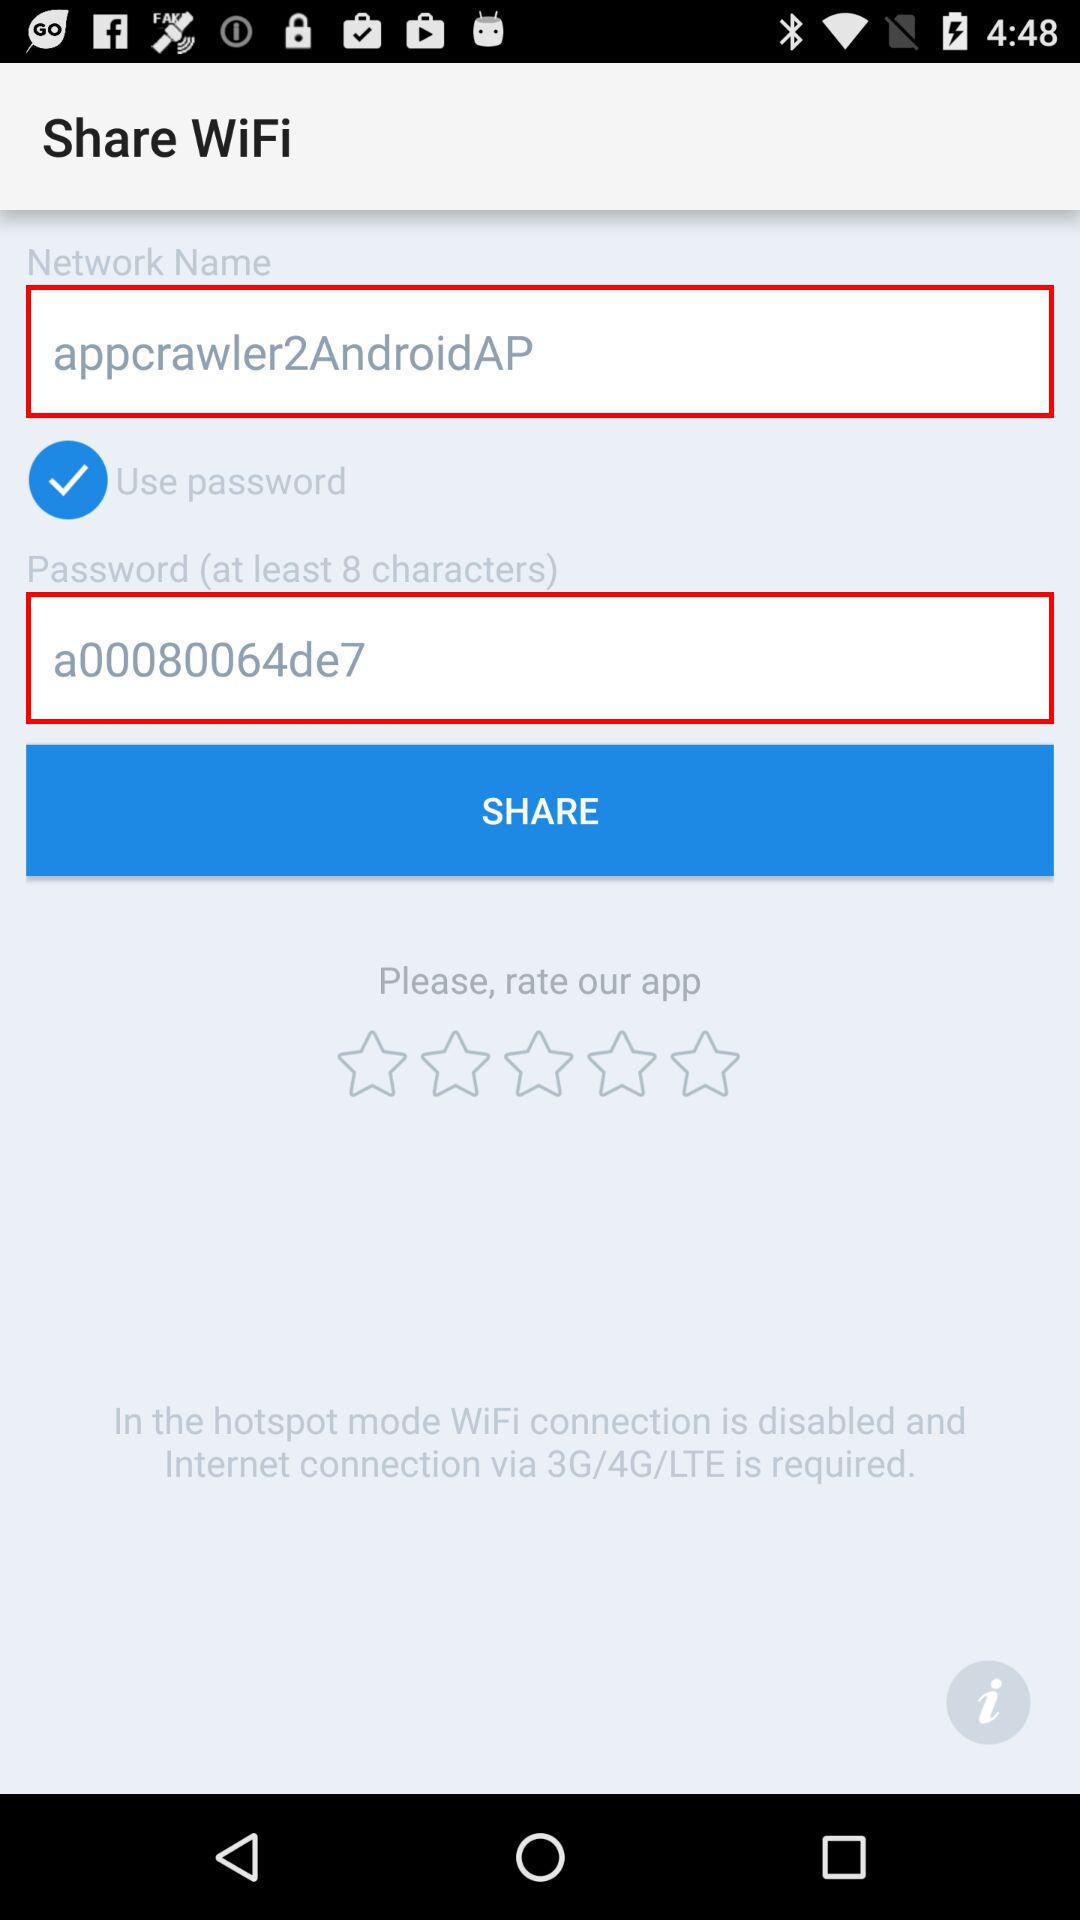 GO
FAKE
4:48
Share WiFi
Network Name
appcrawler2AndroidAP
Use password
Password (at least 8 characters)
a00080064de7
SHARE
Please, rate our app
In the hotspot mode WiFi connection is disabled and
Internet connection via 3G/4G/LTE is required.
i